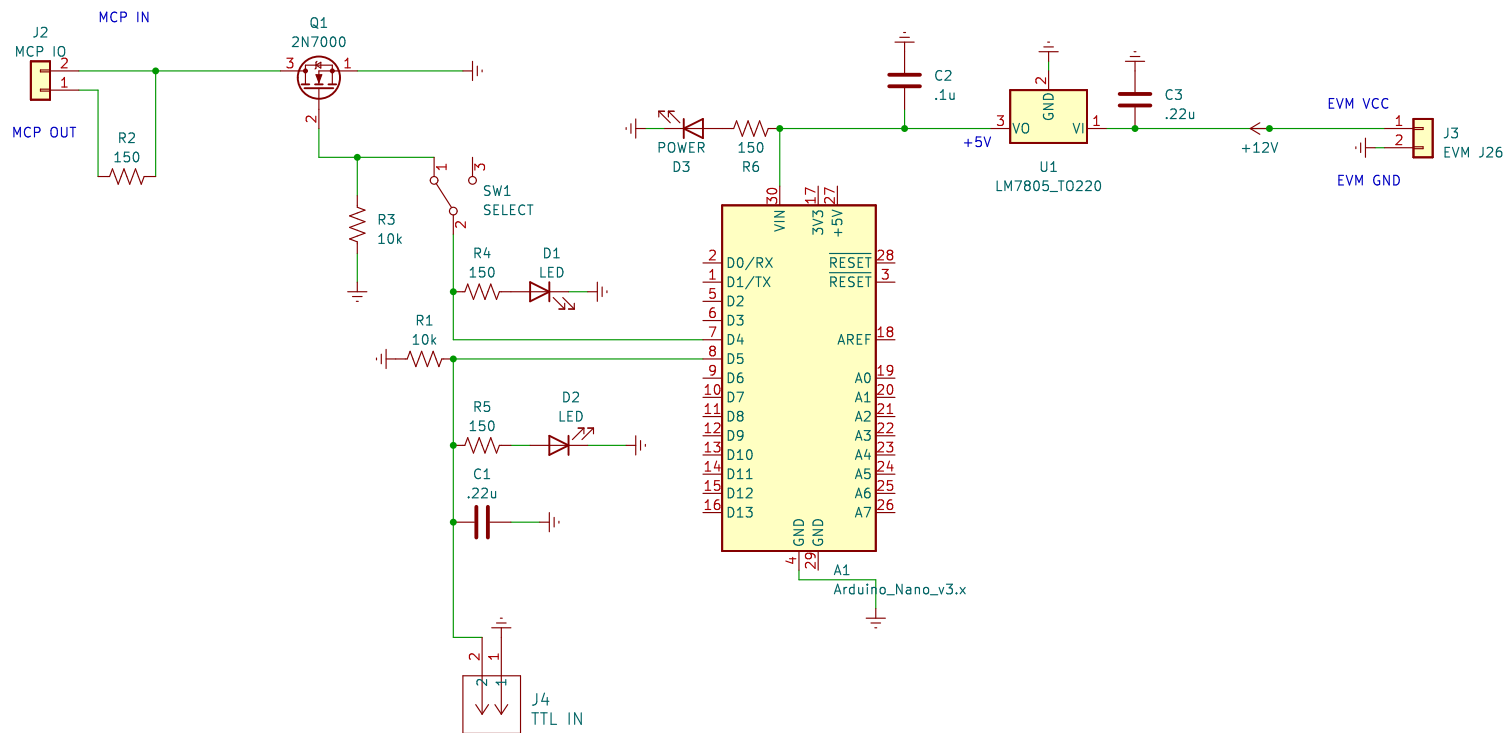 MCP IN
J2
MCP IO
2
1
MCP OUT
R2
150
Q1
2N7000
3
1
2
R3
10k
1
3
SW1
SELECT
2
R4
150
D1
LED
R1
10k
R5
150
D2
LED
C1
.22u
2
1
2
1
J4
TTL IN
POWER
D3
150
R6
C2
.1u
+5V
3
VO
GND
2
VI
1
U1
LM7805_TO220
C3
.22u
+12V
EVM VCC
1
2
J3
EVM J26
EVM GND
30
VIN
17
3V3
27
+5V
2 D0/RX
1 D1/TX
5 D2
6 D3
7 D4
8 D5
9 D6
10 D7
11 D8
12 D9
13 D10
14 D11
15 D12
16 D13
RESET 28
RESET 3
AREF 18
A0 19
A1 20
A2 21
A3 22
A4 23
A5 24
A6 25
A7 26
GND
4
GND
29
A1
Arduino_Nano_v3.x